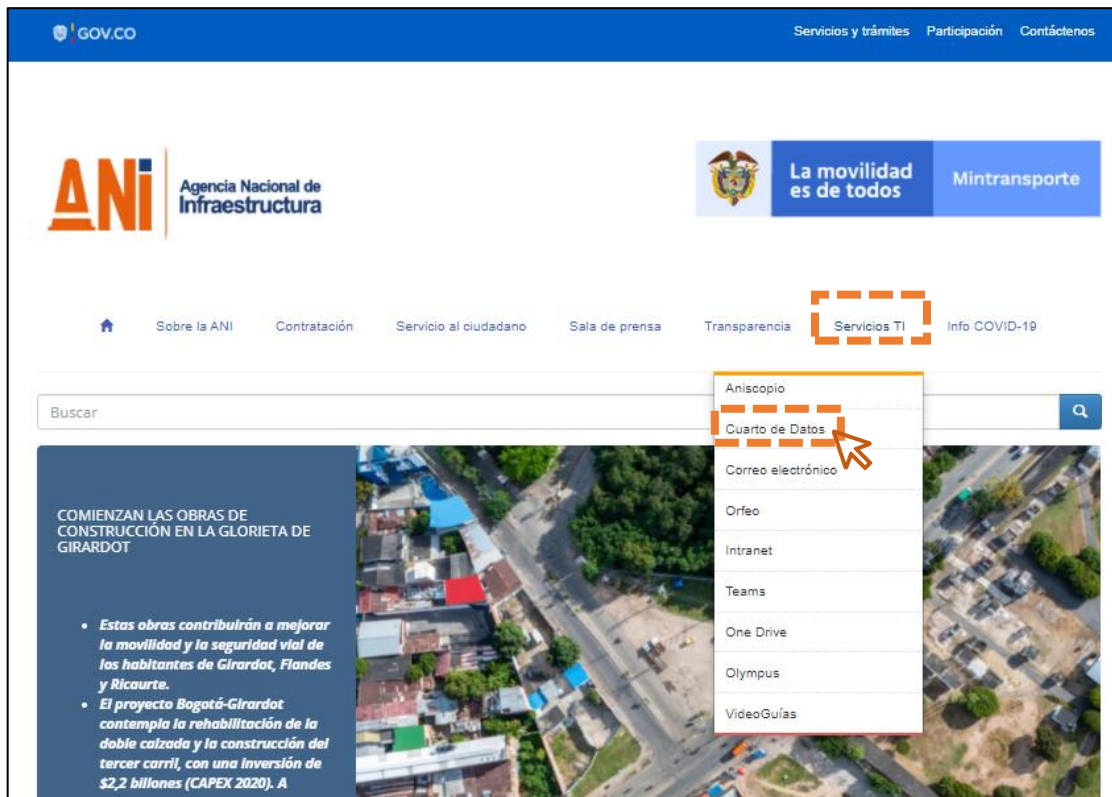 GOV.CO
Servicios y trámites Participación Contáctenos
ANi
Agencia Nacional de
Infraestructura
La movilidad
es de todos
Mintransporte
Sobre la ANI Contratación Servicio al ciudadano Sala de prensa Transparencia Servicios TI Info COVID-19
Buscar
Aniscopio
Cuarto de Datos
Correo electrónico
Orfeo
Intranet
Teams
One Drive
Olympus
VideoGuías
COMIENZAN LAS OBRAS DE
CONSTRUCCIÓN EN LA GLORIETA DE
GIRARDOT
• Estas obras contribuirán a mejorar
la movilidad y la seguridad vial de
los habitantes de Girardot, Flandes
y Ricaurte.
• El proyecto Bogotá-Girardot
contempla la rehabilitación de la
doble calzada y la construcción del
tercer carril, con una inversión de
$2,2 billones (CAPEX 2020). A